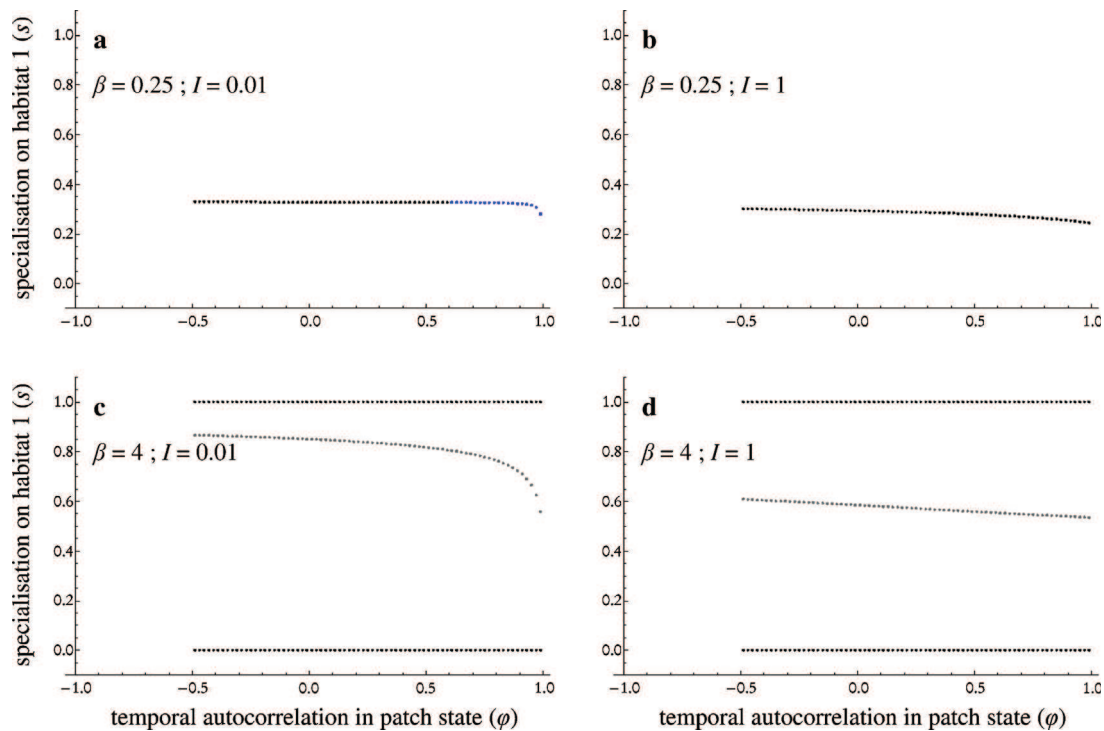 a
β = 0.25 ; I = 0.01
specialisation on habitat 1 (s)
1.0
0.8
0.6
0.4
0.2
0.0
−1.0 −0.5 0.0 0.5 1.0
b
β = 0.25 ; I = 1
1.0
0.8
0.6
0.4
0.2
0.0
−1.0 −0.5 0.0 0.5 1.0
c
β = 4 ; I = 0.01
specialisation on habitat 1 (s)
1.0
0.8
0.6
0.4
0.2
0.0
−1.0 −0.5 0.0 0.5 1.0
temporal autocorrelation in patch state (φ)
d
β = 4 ; I = 1
1.0
0.8
0.6
0.4
0.2
0.0
−1.0 −0.5 0.0 0.5 1.0
temporal autocorrelation in patch state (φ)